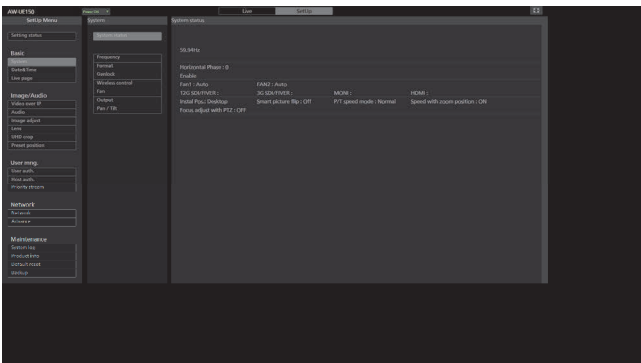 AW-UE150
Power ON
Live
SetUp
SetUp Menu
System
System status
Setting status
System status
Basic
System
Date&Time
Live page
Frequency
Format
Genlock
Wireless control
Fan
Output
Pan / Tilt
Image/Audio
Video over IP
Audio
Image adjust
Lens
UHD crop
Preset position
User mng.
User auth.
Host auth.
Priority stream
Network
Network
Advance
Maintenance
System log
Product info
Default reset
Backup
59.94Hz
Horizontal Phase : 0
Enable
Fan1 : Auto FAN2 : Auto
12G SDI/FIVER : 3G SDI/FIVER : MONI : HDMI :
Instal Pos.: Desktop Smart picture flip : Off P/T speed mode : Normal Speed with zoom position : ON
Focus adjust with PTZ : OFF